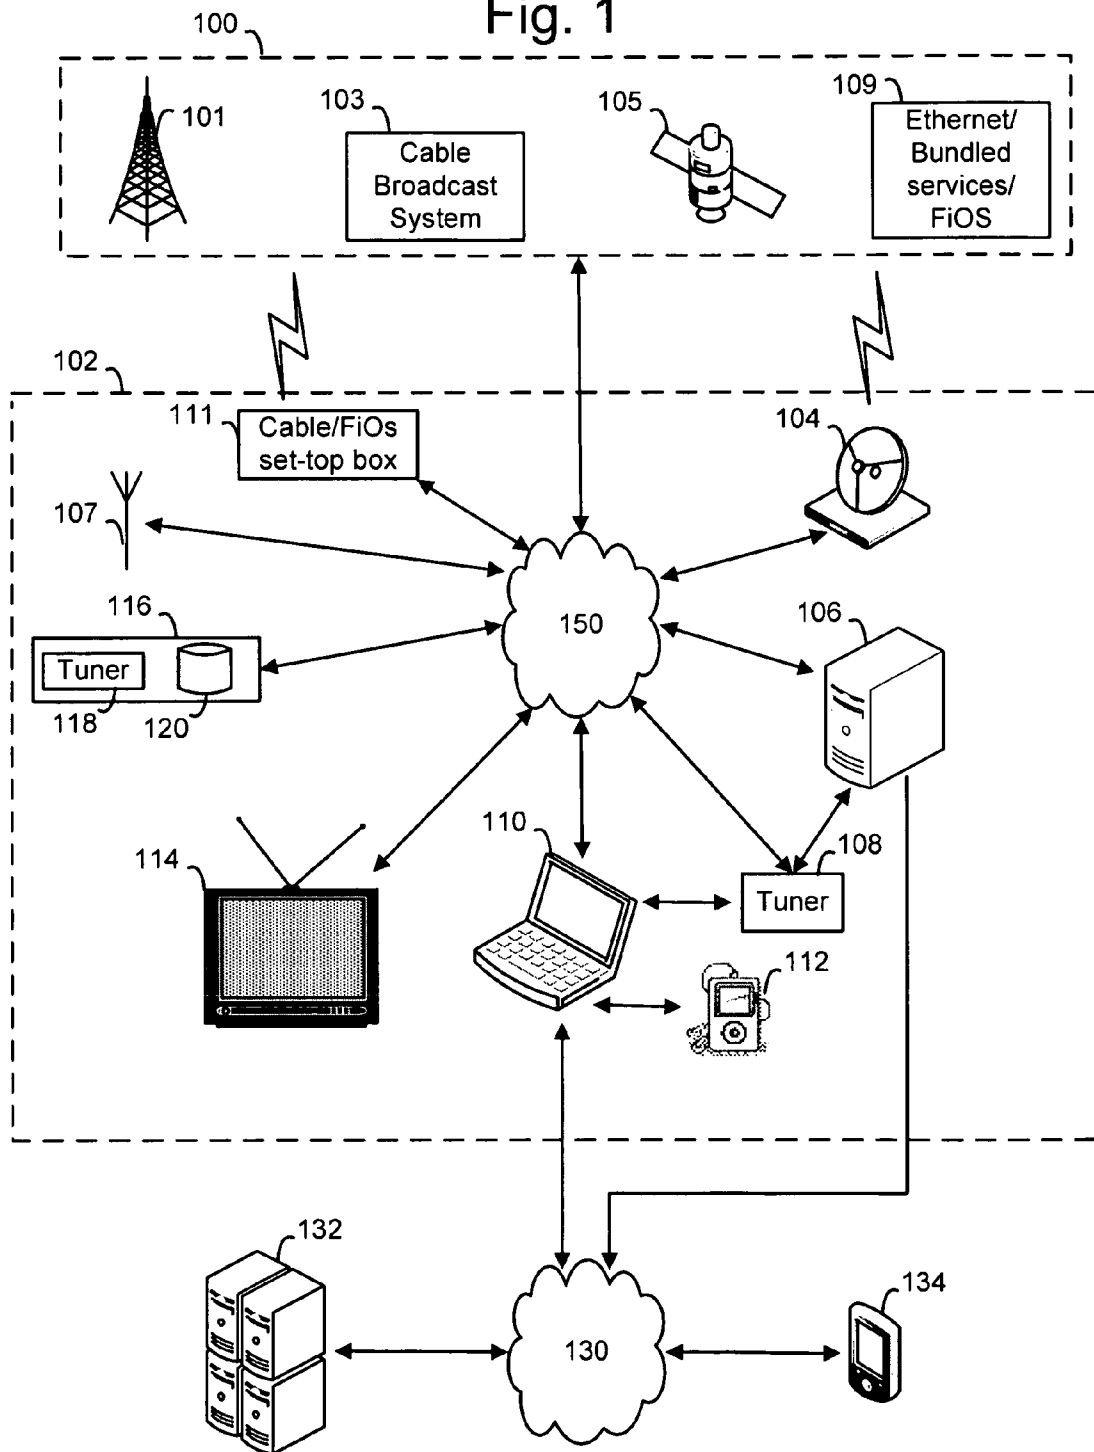 Fig. 1
100
101
103
Cable
Broadcast
System
105
109
Ethernet/
Bundled
services/
FiOS
102
111
Cable/FiOs
set-top box
104
107
150
106
116
Tuner
118
120
110
108
Tuner
114
112
132
130
134